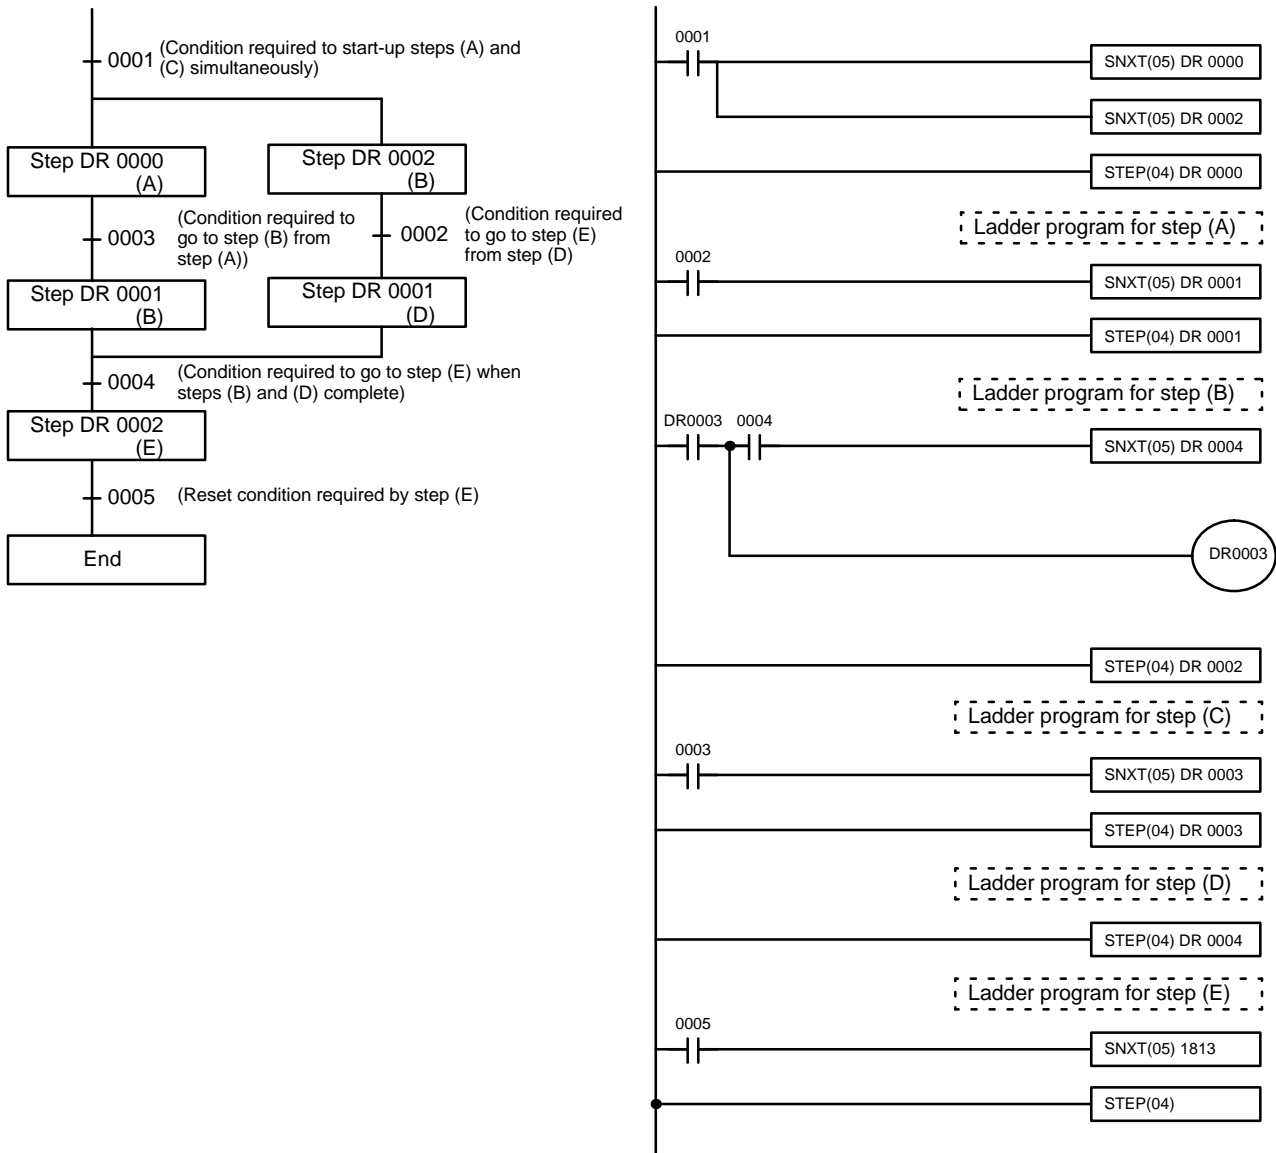 0001 (Condition required to start-up steps (A) and
(C) simultaneously)
Step DR 0000
(A)
Step DR 0002
(B)
0003
(Condition required to
go to step (B) from
step (A))
0002
(Condition required
to go to step (E)
from step (D)
Step DR 0001
(B)
Step DR 0001
(D)
0004
(Condition required to go to step (E) when
steps (B) and (D) complete)
Step DR 0002
(E)
0005
(Reset condition required by step (E)
End
0001
SNXT(05) DR 0000
SNXT(05) DR 0002
STEP(04) DR 0000
Ladder program for step (A)
0002
SNXT(05) DR 0001
STEP(04) DR 0001
Ladder program for step (B)
DR0003 0004
SNXT(05) DR 0004
DR0003
STEP(04) DR 0002
Ladder program for step (C)
0003
SNXT(05) DR 0003
STEP(04) DR 0003
Ladder program for step (D)
STEP(04) DR 0004
Ladder program for step (E)
0005
SNXT(05) 1813
STEP(04)